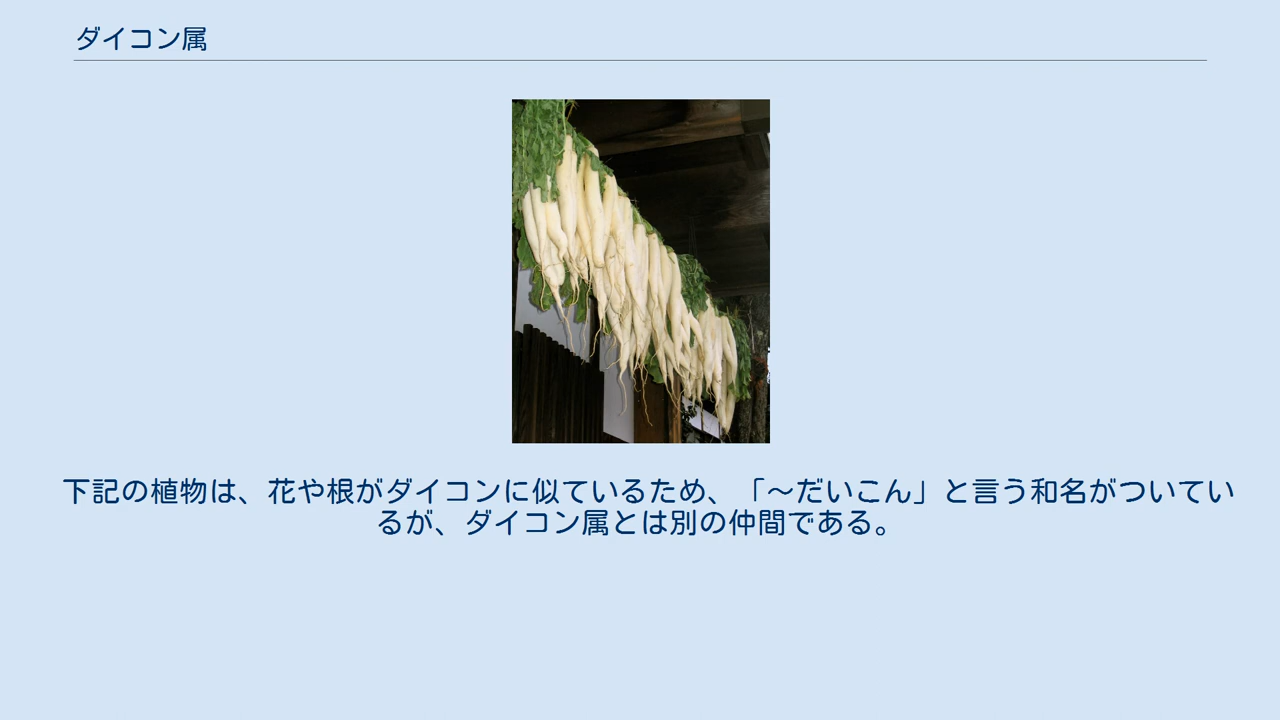 ダイコン属
下記の植物は、花や根がダイコンに似ているため、「～だいこん」と言う和名がついてい
るが、ダイコン属とは別の仲間である。